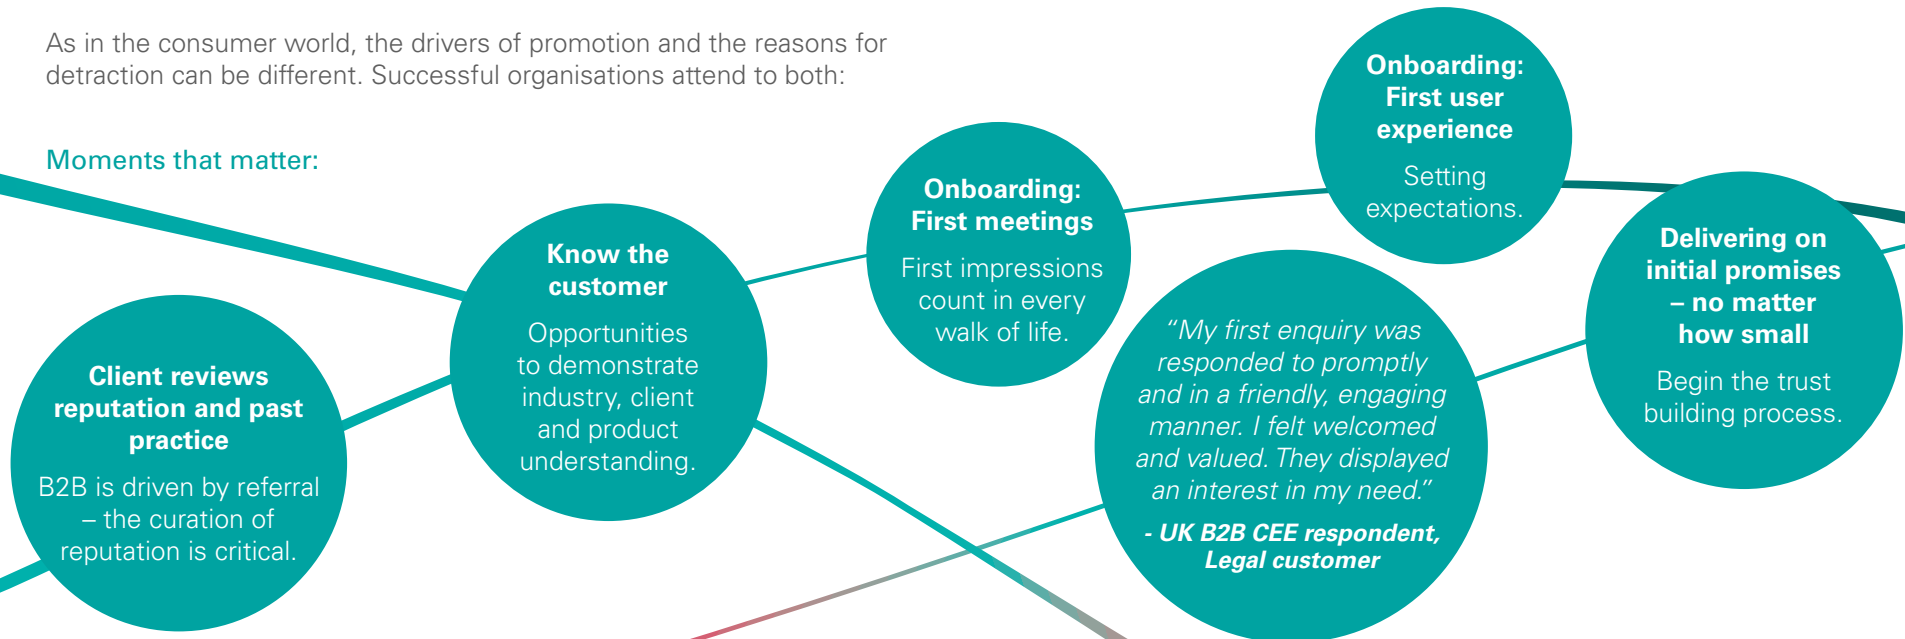 As in the consumer world, the drivers of promotion and the reasons for
detraction can be different. Successful organisations attend to both:
Moments that matter:
Client reviews
reputation and past
practice
B2B is driven by referral
– the curation of
reputation is critical.
Know the
customer
Opportunities
to demonstrate
industry, client
and product
understanding.
Onboarding:
First meetings
First impressions
count in every
walk of life.
Onboarding:
First user
experience
Setting
expectations.
“My first enquiry was
responded to promptly
and in a friendly, engaging
manner. I felt welcomed
and valued. They displayed
an interest in my need.”
- UK B2B CEE respondent,
Legal customer
Delivering on
initial promises
– no matter
how small
Begin the trust
building process.